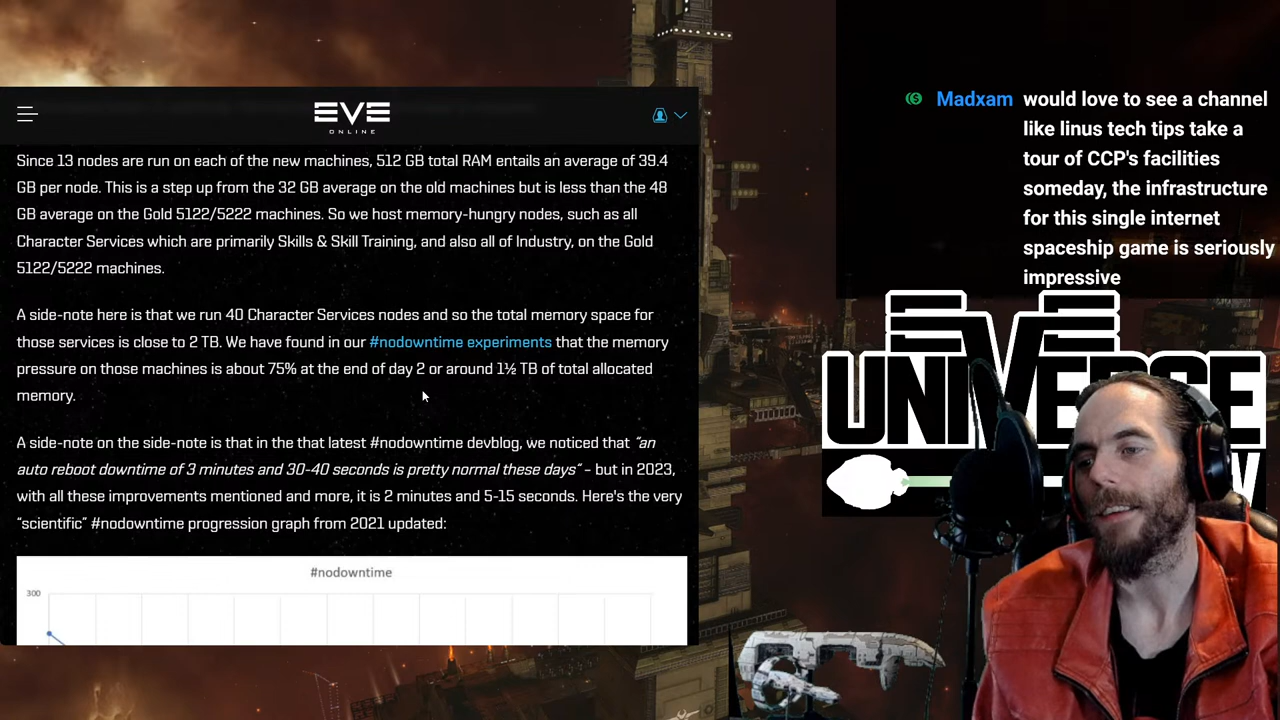 EVE
ONLINE
Since 13 nodes are run on each of the new machines, 512 GB total RAM entails an average of 39.4
GB per node. This is a step up from the 32 GB average on the old machines but is less than the 48
GB average on the Gold 5122/5222 machines. So we host memory-hungry nodes, such as all
Character Services which are primarily Skills & Skill Training, and also all of Industry, on the Gold
5122/5222 machines.
A side-note here is that we run 40 Character Services nodes and so the total memory space for
those services is close to 2 TB. We have found in our #nodowntime experiments that the memory
pressure on those machines is about 75% at the end of day 2 or around 1½ TB of total allocated
memory.
A side-note on the side-note is that in the that latest #nodowntime devblog, we noticed that "an
auto reboot downtime of 3 minutes and 30-40 seconds is pretty normal these days" - but in 2023,
with all these improvements mentioned and more, it is 2 minutes and 5-15 seconds. Here's the very
"scientific" #nodowntime progression graph from 2021 updated:
#nodowntime
300
Madxam would love to see a channel
like linus tech tips take a
tour of CCP's facilities
someday, the infrastructure
for this single internet
spaceship game is seriously
impressive
EVE
UNIVERSE